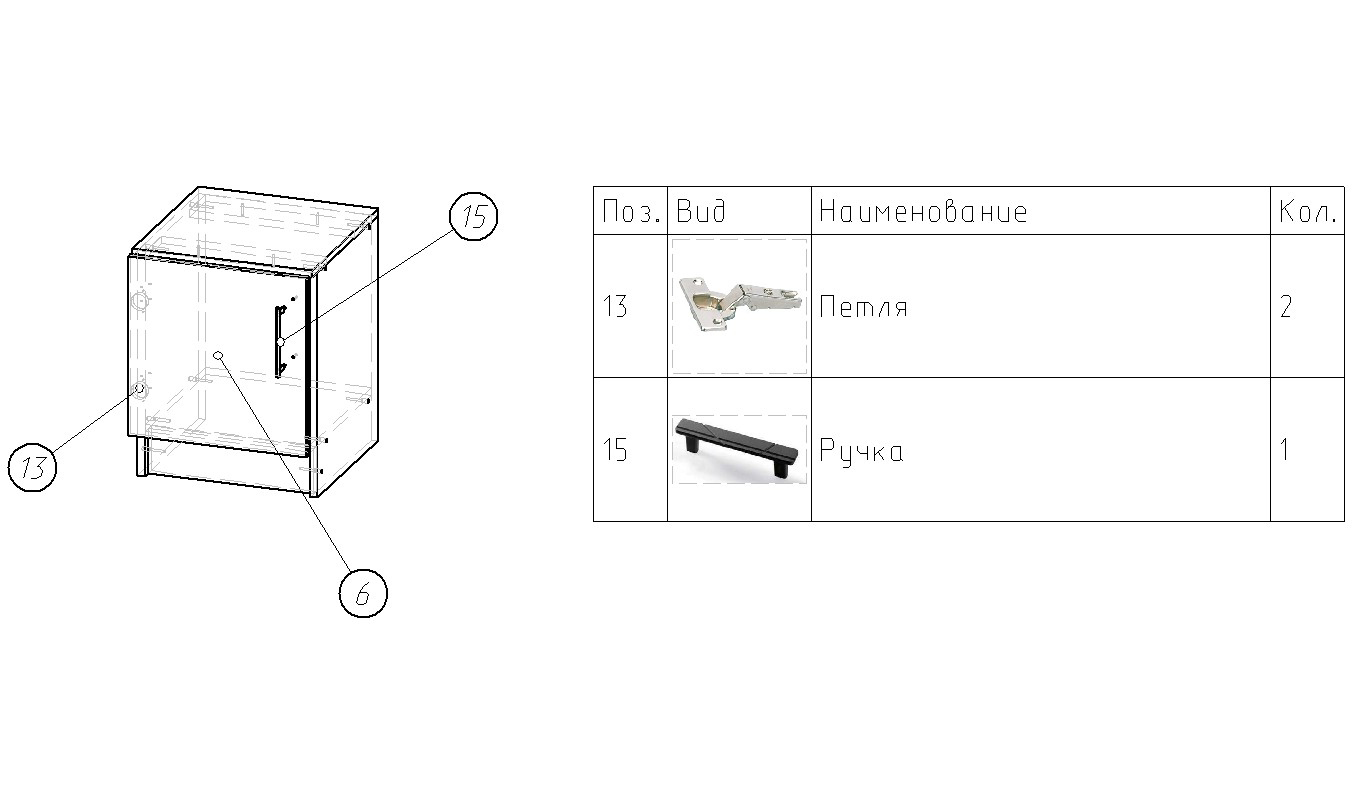 15
13
6
Поз. Вид Наименование Кол.
13 Петля 2
15 Ручка 1